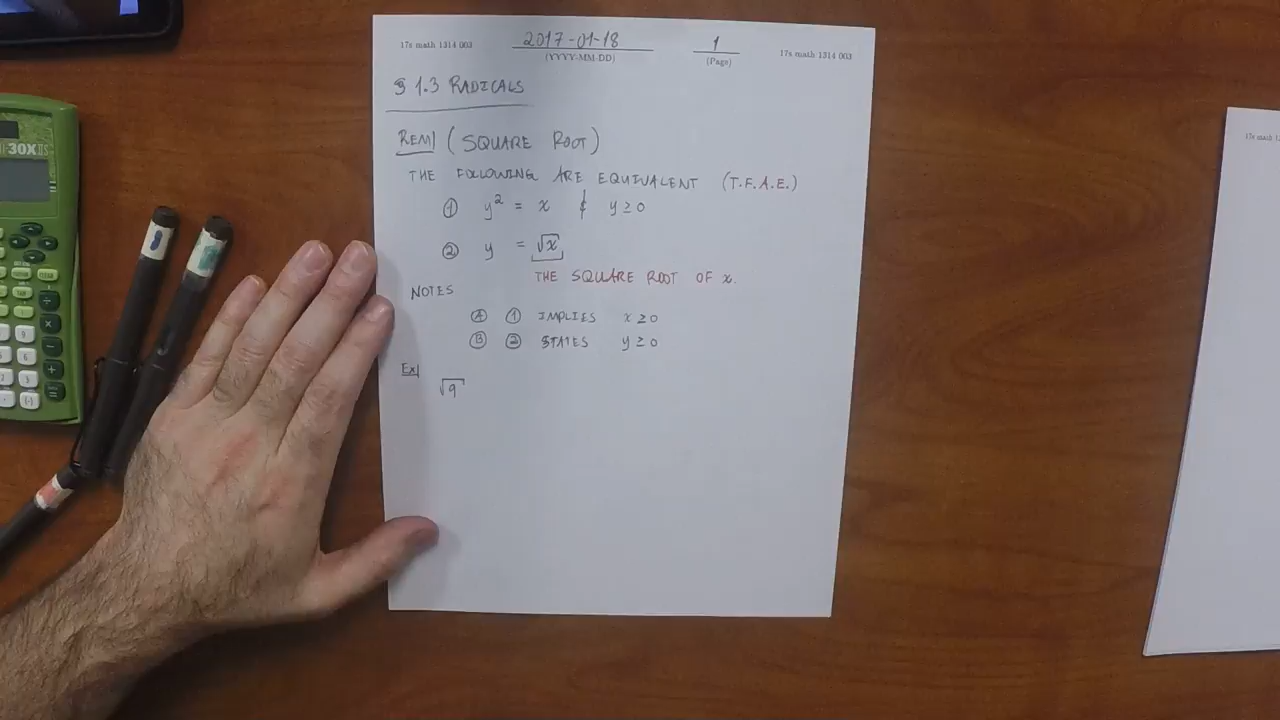 17s math 1314 003
2017-01-18
(YYYY-MM-DD)
1
(Page)
17s math 1314 003
§ 1.3 RADICALS
REM (SQUARE ROOT)
THE FOLLOWING ARE EQUIVALENT (T.F.A.E.)
① y² = x & y ≥ 0
② y = √x
THE SQUARE ROOT OF x.
NOTES
Ⓐ ① IMPLIES x ≥ 0
Ⓑ ② STATES y ≥ 0
Ex
√9
30X IIS